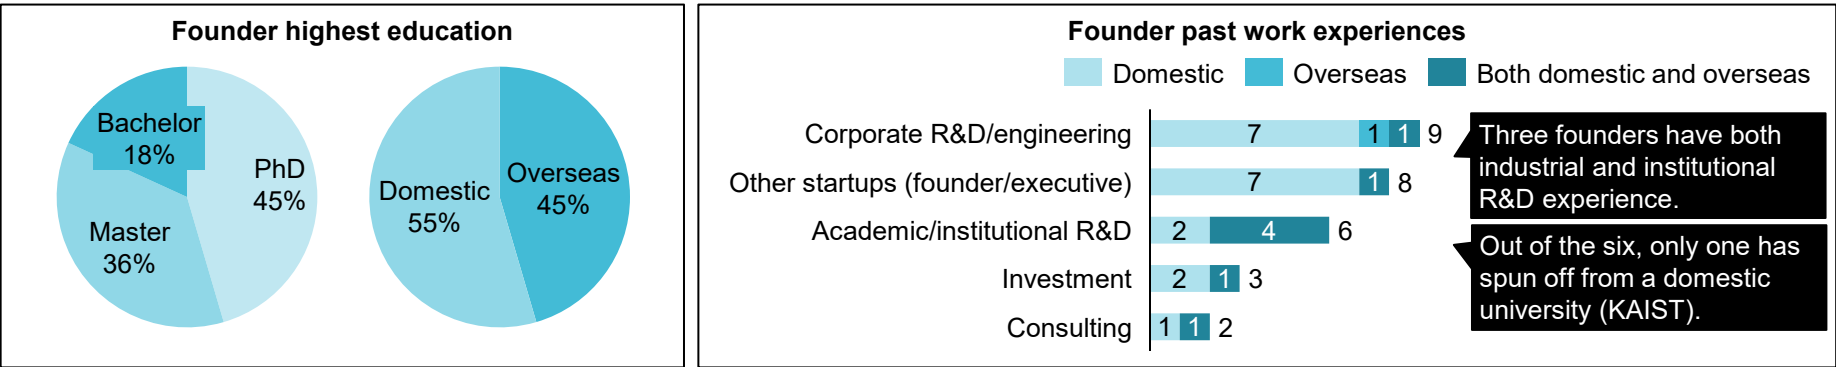 Founder highest education
Bachelor
18%
PhD
45%
Master
36%
Domestic
55%
Overseas
45%
Founder past work experiences
Domestic
Overseas
Both domestic and overseas
Corporate R&D/engineering
7 1 1 9
Other startups (founder/executive)
7 1 8
Academic/institutional R&D
2 4 6
Investment
2 1 3
Consulting
1 1 2
Three founders have both
industrial and institutional
R&D experience.
Out of the six, only one has
spun off from a domestic
university (KAIST).